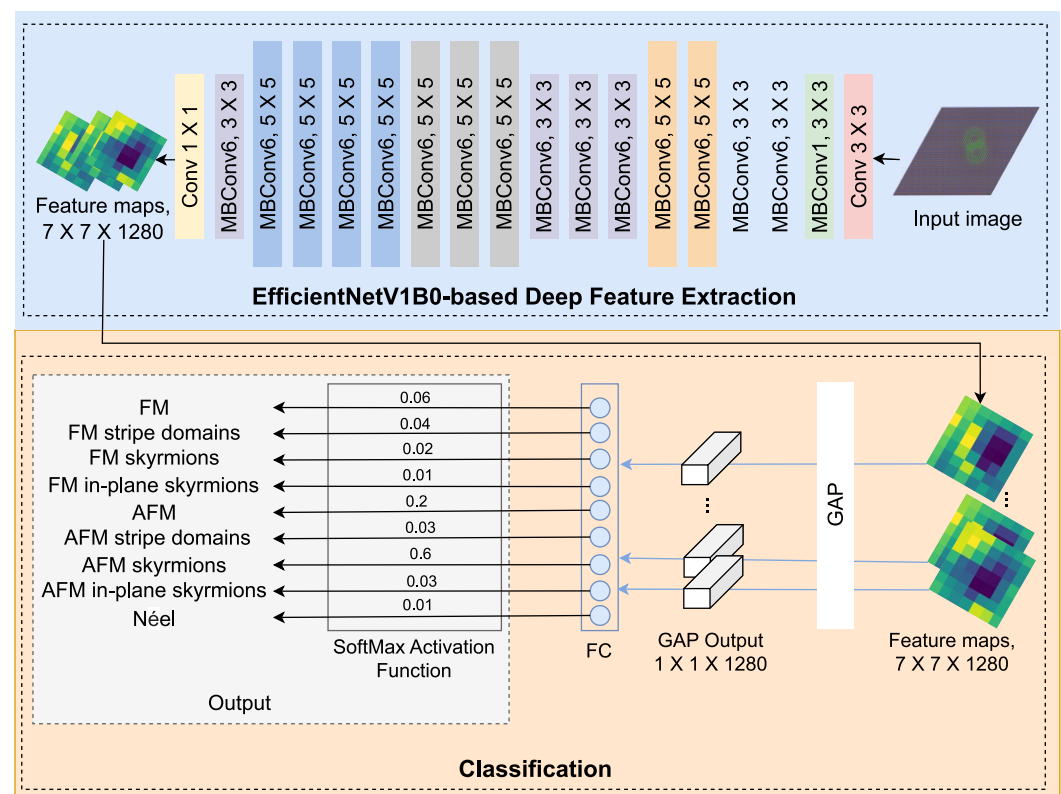 Conv 1 X 1
MBConv6, 3 X 3
MBConv6, 5 X 5
MBConv6, 5 X 5
MBConv6, 5 X 5
MBConv6, 5 X 5
MBConv6, 5 X 5
MBConv6, 5 X 5
MBConv6, 5 X 5
MBConv6, 3 X 3
MBConv6, 3 X 3
MBConv6, 3 X 3
MBConv6, 5 X 5
MBConv6, 5 X 5
MBConv6, 3 X 3
MBConv6, 3 X 3
MBConv1, 3 X 3
Conv 3 X 3
Feature maps,
7 X 7 X 1280
Input image
EfficientNetV1B0-based Deep Feature Extraction
FM
0.06
FM stripe domains
0.04
FM skyrmions
0.02
FM in-plane skyrmions
0.01
AFM
0.2
AFM stripe domains
0.03
AFM skyrmions
0.6
AFM in-plane skyrmions
0.03
Néel
0.01
SoftMax Activation
Function
Output
FC
...
GAP Output
1 X 1 X 1280
GAP
...
Feature maps,
7 X 7 X 1280
Classification